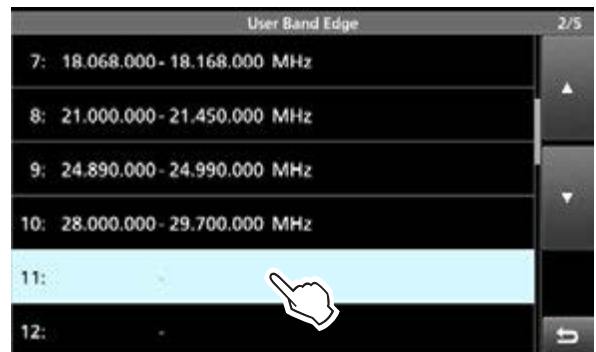 User Band Edge 2/5
7: 18.068.000 - 18.168.000 MHz
8: 21.000.000 - 21.450.000 MHz
9: 24.890.000 - 24.990.000 MHz
10: 28.000.000 - 29.700.000 MHz
11: -
12: -